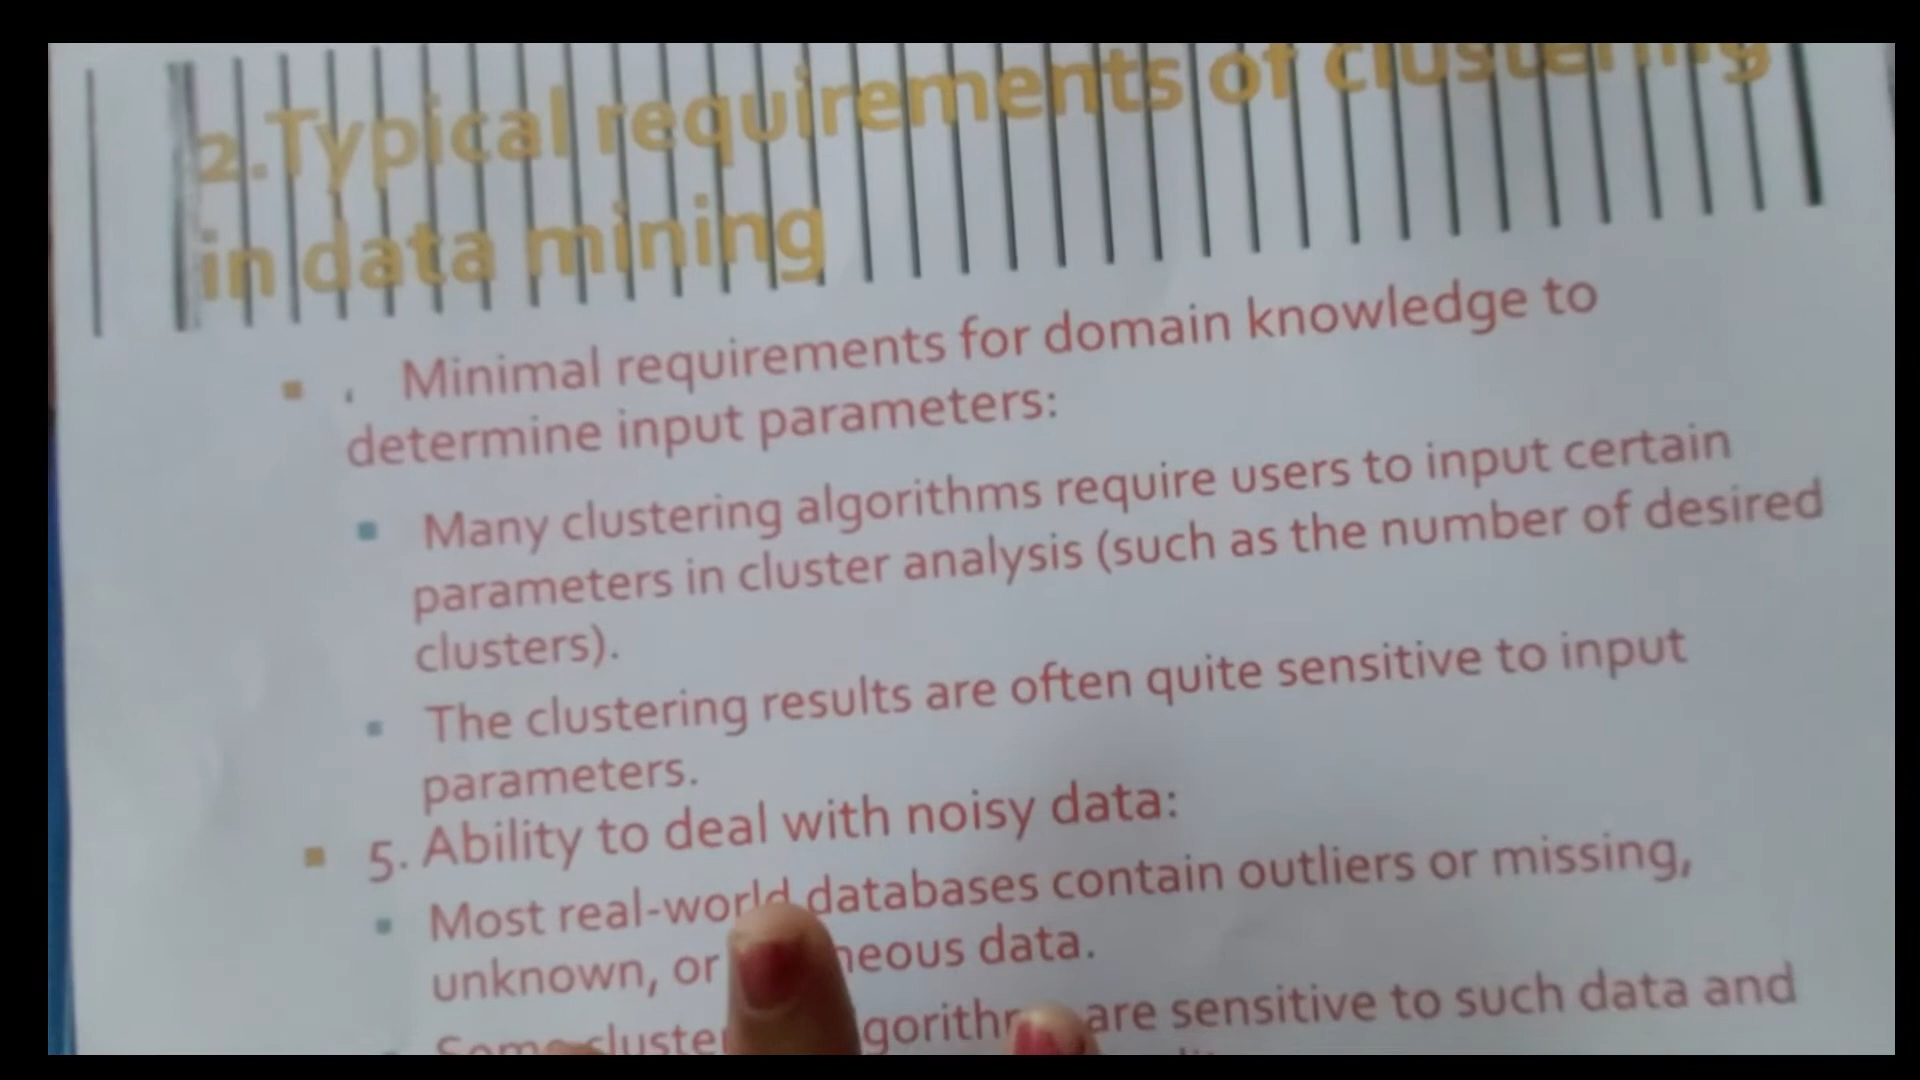 2.Typical requirements of clustering
in data mining
Minimal requirements for domain knowledge to
determine input parameters:
Many clustering algorithms require users to input certain
parameters in cluster analysis (such as the number of desired
clusters).
The clustering results are often quite sensitive to input
parameters.
5. Ability to deal with noisy data:
Most real-world databases contain outliers or missing,
unknown, or data.
Some are sensitive to such data and